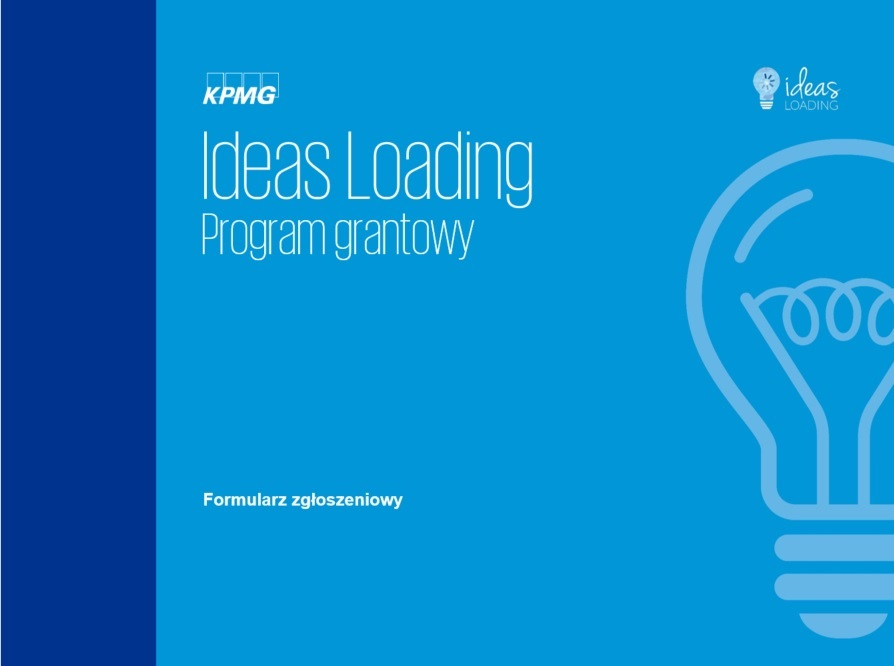 KPMG
ideas
LOADING
Ideas Loading
Program grantowy
Formularz zgłoszeniowy